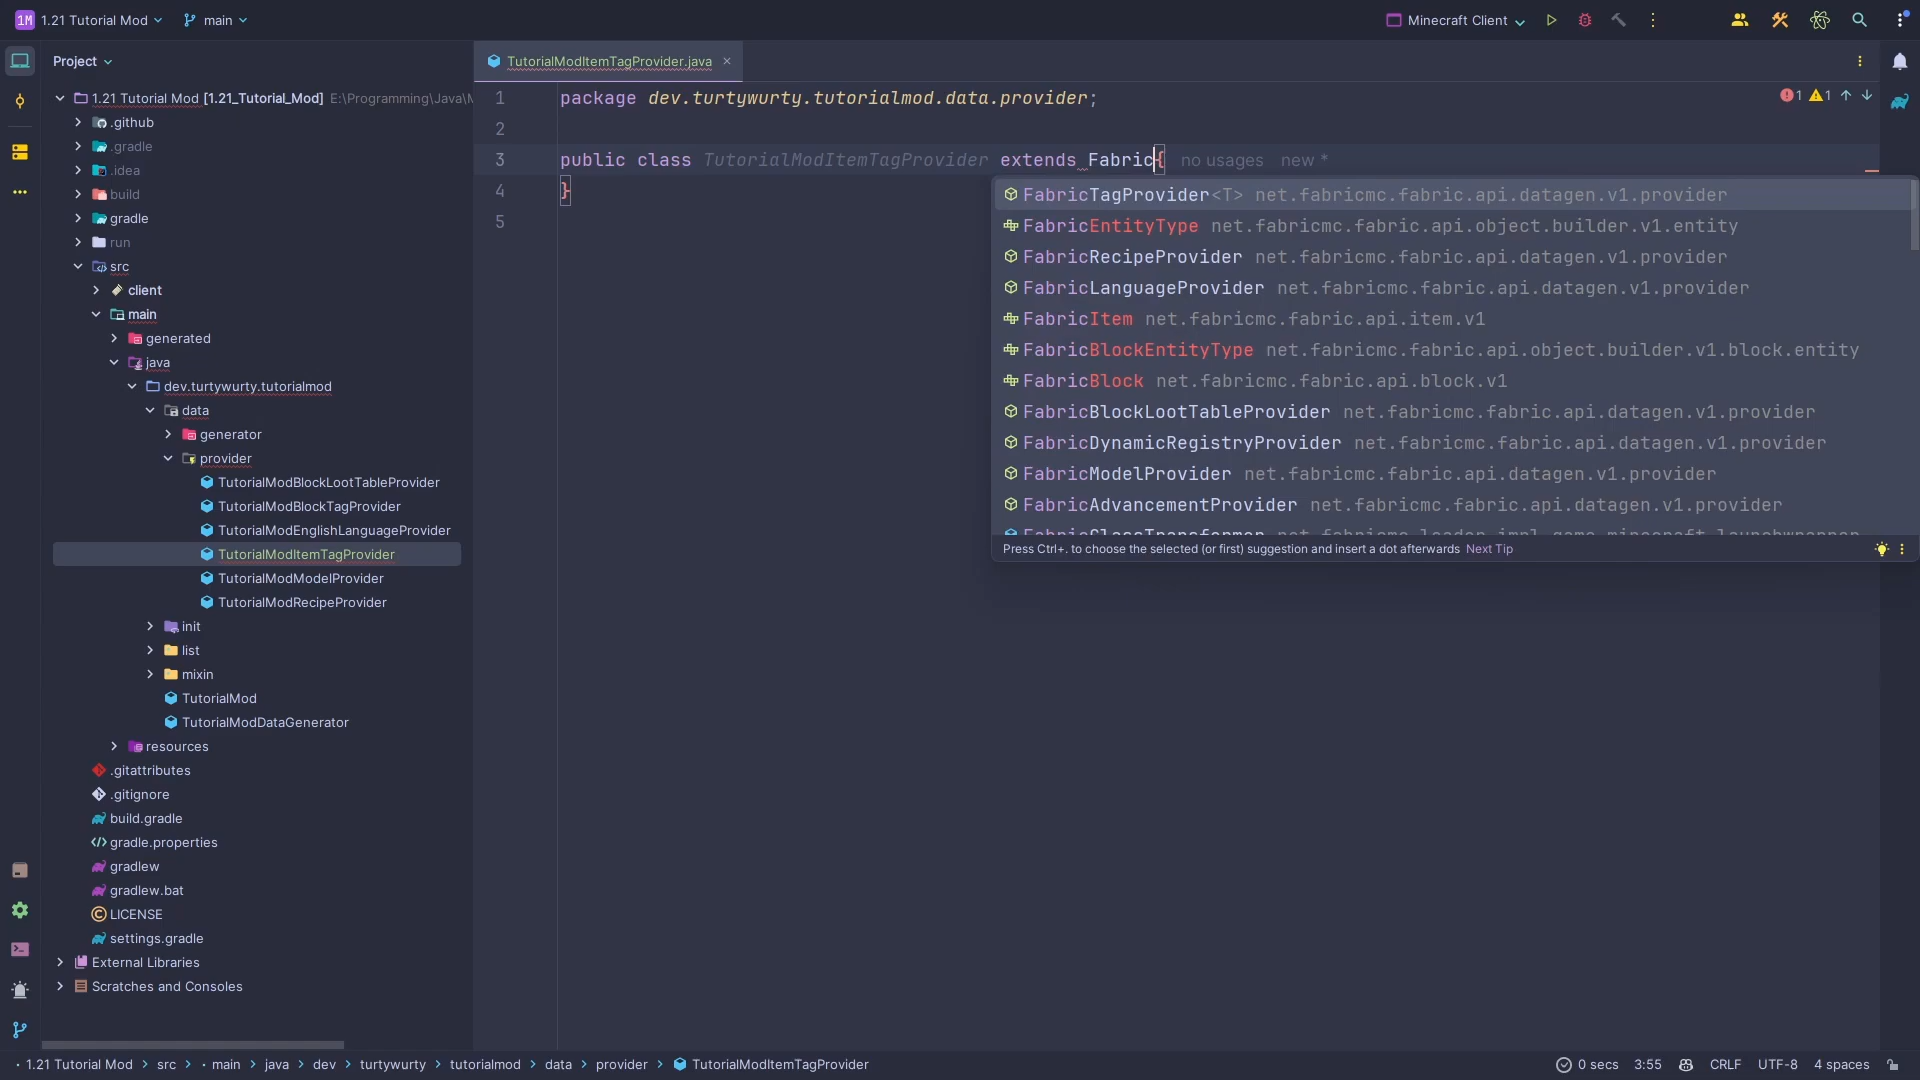 1M 1.21 Tutorial Mod main Minecraft Client
Project
TutorialModItemTagProvider.java
1.21 Tutorial Mod [1.21_Tutorial_Mod] E:\Programming\Java\M
.github
.gradle
.idea
build
gradle
run
src
client
main
generated
java
dev.turtywurty.tutorialmod
data
generator
provider
TutorialModBlockLootTableProvider
TutorialModBlockTagProvider
TutorialModEnglishLanguageProvider
TutorialModItemTagProvider
TutorialModModelProvider
TutorialModRecipeProvider
init
list
mixin
TutorialMod
TutorialModDataGenerator
resources
.gitattributes
.gitignore
build.gradle
gradle.properties
gradlew
gradlew.bat
LICENSE
settings.gradle
External Libraries
Scratches and Consoles
1 package dev.turtywurty.tutorialmod.data.provider;
1 1
2
3 public class TutorialModItemTagProvider extends Fabric{ no usages new *
4 }
5
FabricTagProvider<T> net.fabricmc.fabric.api.datagen.v1.provider
FabricEntityType net.fabricmc.fabric.api.object.builder.v1.entity
FabricRecipeProvider net.fabricmc.fabric.api.datagen.v1.provider
FabricLanguageProvider net.fabricmc.fabric.api.datagen.v1.provider
FabricItem net.fabricmc.fabric.api.item.v1
FabricBlockEntityType net.fabricmc.fabric.api.object.builder.v1.block.entity
FabricBlock net.fabricmc.fabric.api.block.v1
FabricBlockLootTableProvider net.fabricmc.fabric.api.datagen.v1.provider
FabricDynamicRegistryProvider net.fabricmc.fabric.api.datagen.v1.provider
FabricModelProvider net.fabricmc.fabric.api.datagen.v1.provider
FabricAdvancementProvider net.fabricmc.fabric.api.datagen.v1.provider
Press Ctrl+. to choose the selected (or first) suggestion and insert a dot afterwards Next Tip
1.21 Tutorial Mod > src > main > java > dev > turtywurty > tutorialmod > data > provider > TutorialModItemTagProvider
0 secs 3:55 CRLF UTF-8 4 spaces